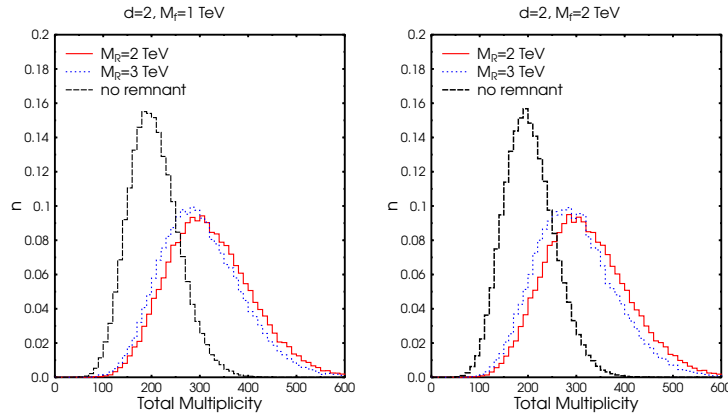 d=2, M_f=1 TeV
0.2
0.18
0.16
0.14
0.12
0.1
0.08
0.06
0.04
0.02
0.0
n
M_R=2 TeV
M_R=3 TeV
no remnant
0 100 200 300 400 500 600
Total Multiplicity
d=2, M_f=2 TeV
0.2
0.18
0.16
0.14
0.12
0.1
0.08
0.06
0.04
0.02
0.0
n
M_R=2 TeV
M_R=3 TeV
no remnant
0 100 200 300 400 500 600
Total Multiplicity